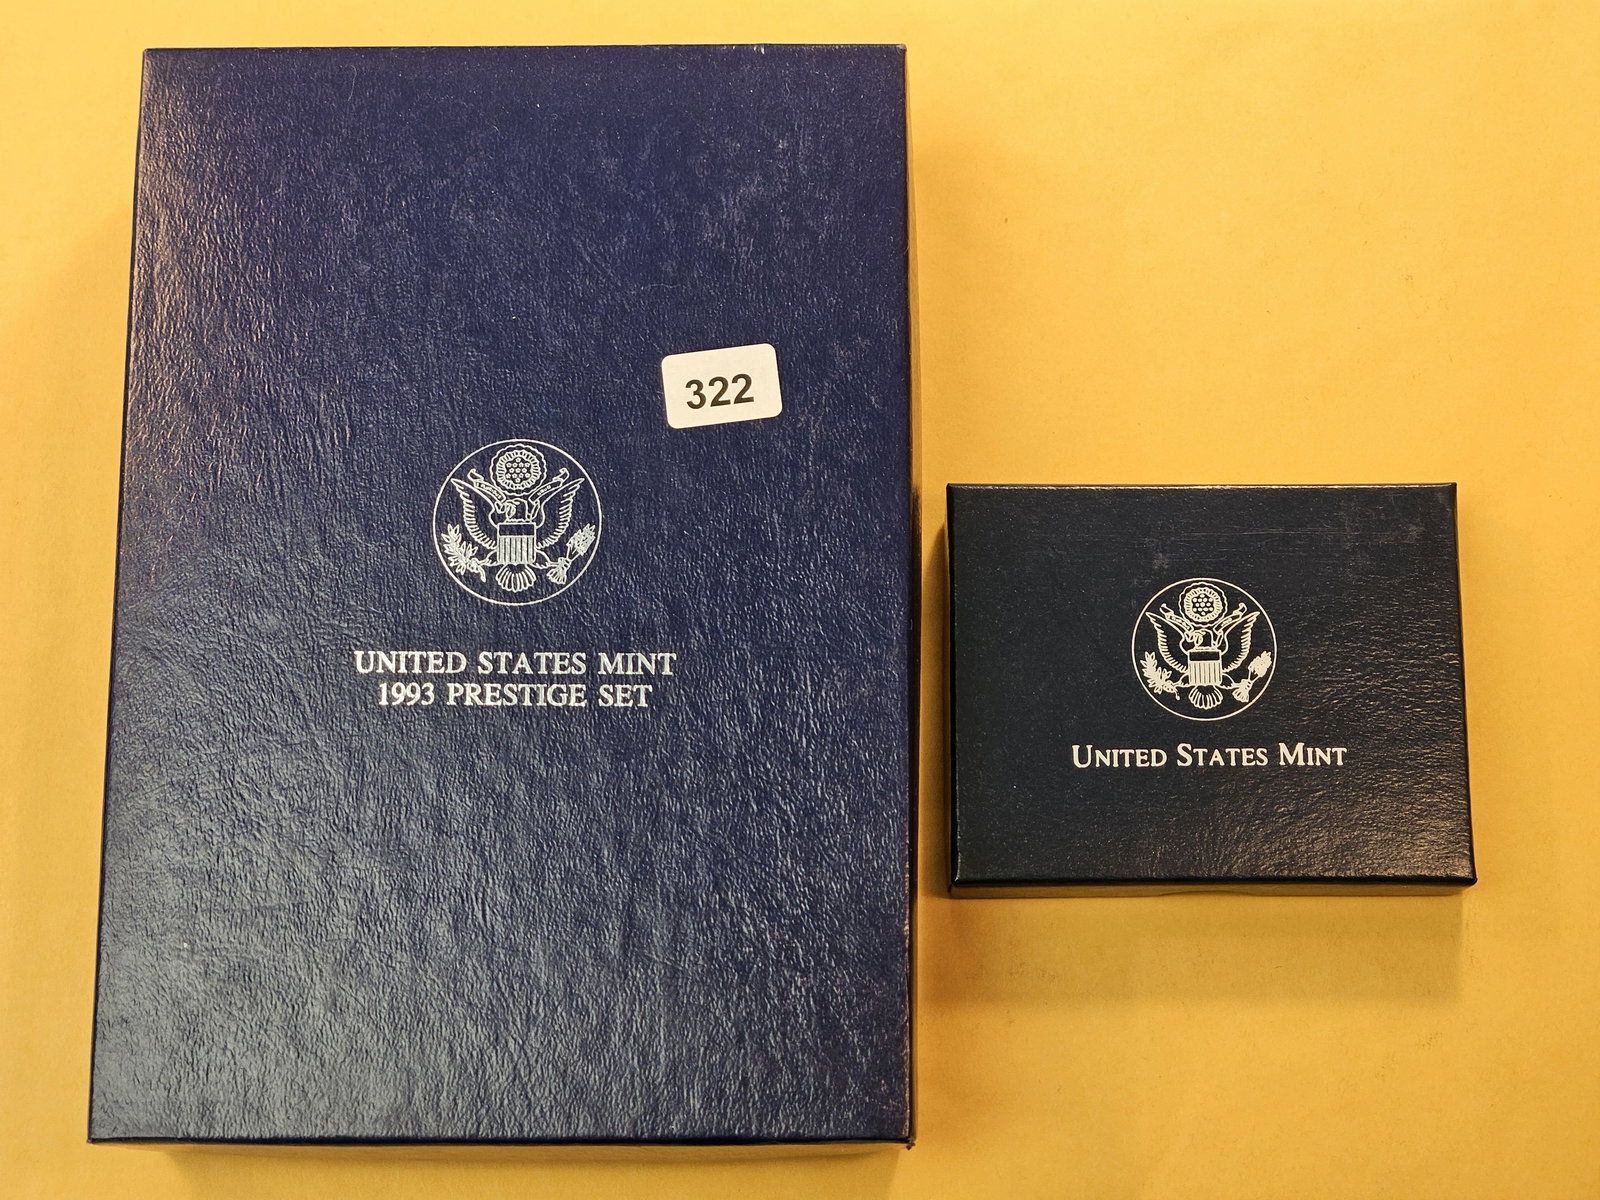 322
UNITED STATES MINT
1993 PRESTIGE SET
UNITED STATES MINT